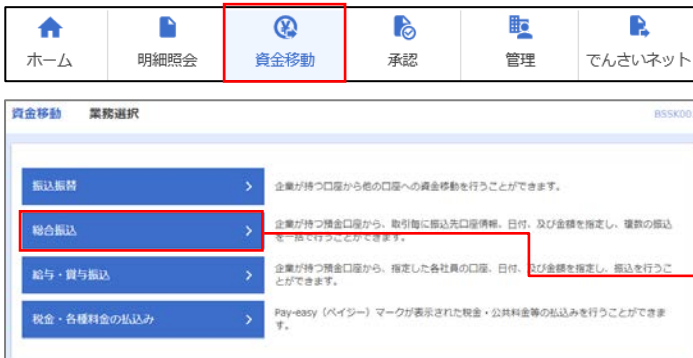 ホーム
明細照会
資金移動
承認
管理
でんさいネット
資金移動 業務選択
BSSK00
振込振替
企業が持つ口座から他の口座への資金移動を行うことができます。
総合振込
企業が持つ預金口座から、取引毎に振込先口座情報、日付、及び金額を指定し、複数の振込
を一括で行うことができます。
給与・賞与振込
企業が持つ預金口座から、指定した各社員の口座、日付、及び金額を指定し、振込を行うこ
とができます。
税金・各種料金の払込み
Pay-easy（ペイジー）マークが表示された税金・公共料金等の払込みを行うことができま
す。